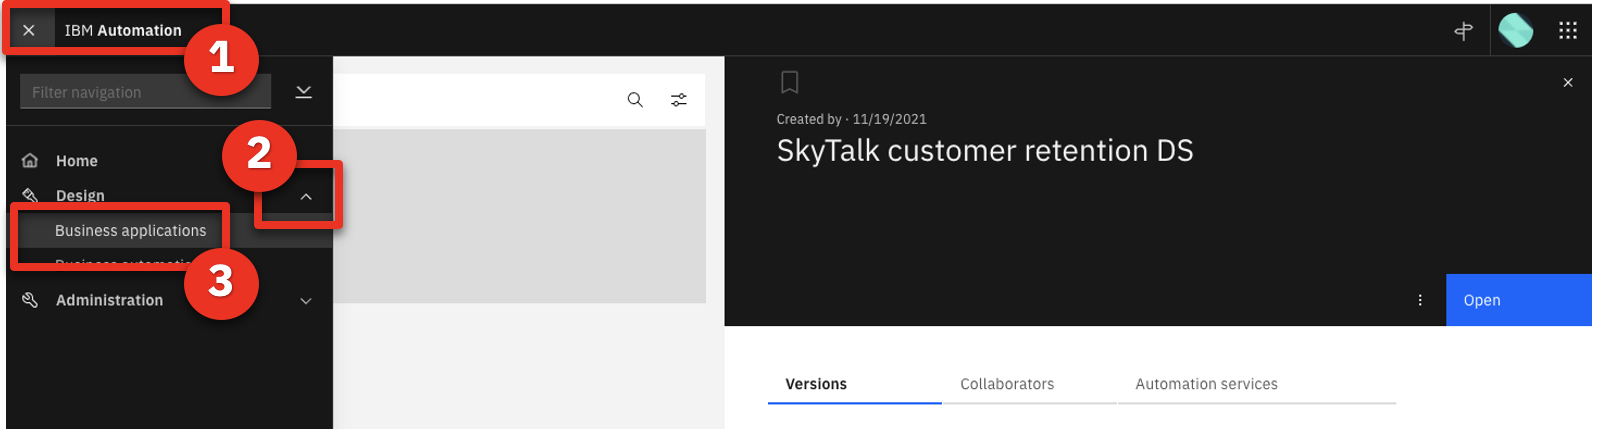 IBM Automation
1
Filter navigation
2
Home
Design
Business applications
3
Administration
Created by · 11/19/2021
SkyTalk customer retention DS
Open
Versions
Collaborators
Automation services